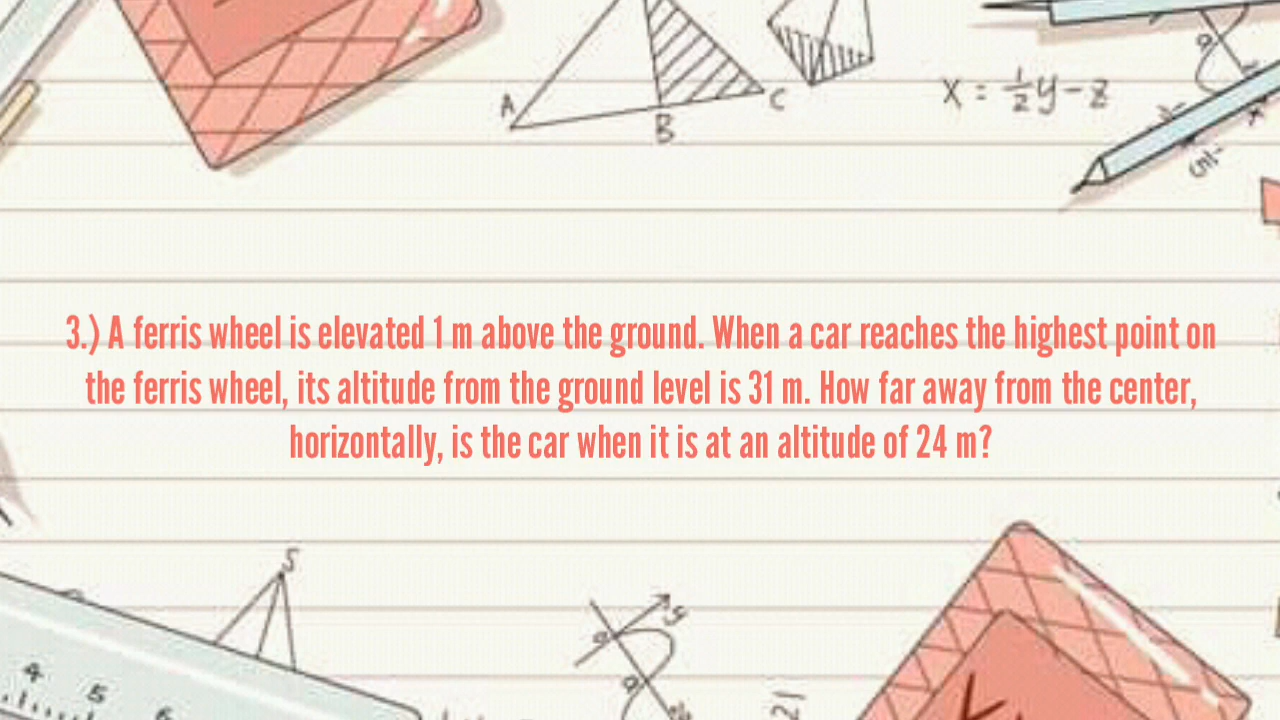 A
B
C
x = 1/2 y - z
3.) A ferris wheel is elevated 1 m above the ground. When a car reaches the highest point on
the ferris wheel, its altitude from the ground level is 31 m. How far away from the center,
horizontally, is the car when it is at an altitude of 24 m?
S
4 5 6